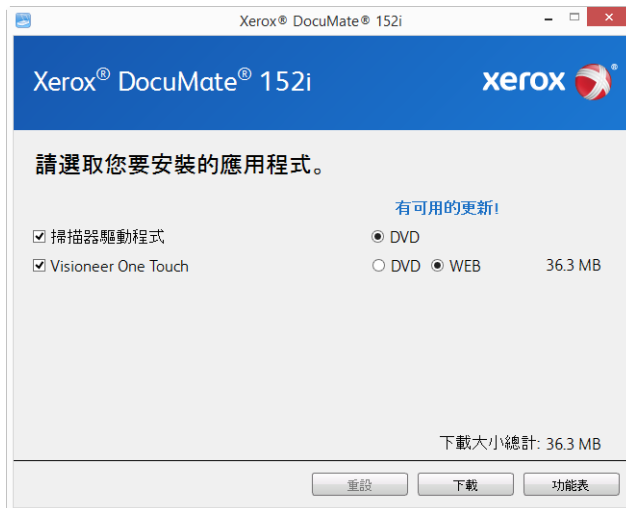 Xerox® DocuMate® 152i
Xerox® DocuMate® 152i
xerox®
請選取您要安裝的應用程式。
有可用的更新!
掃描器驅動程式 DVD
Visioneer One Touch DVD WEB 36.3 MB
下載大小總計: 36.3 MB
重設 下載 功能表